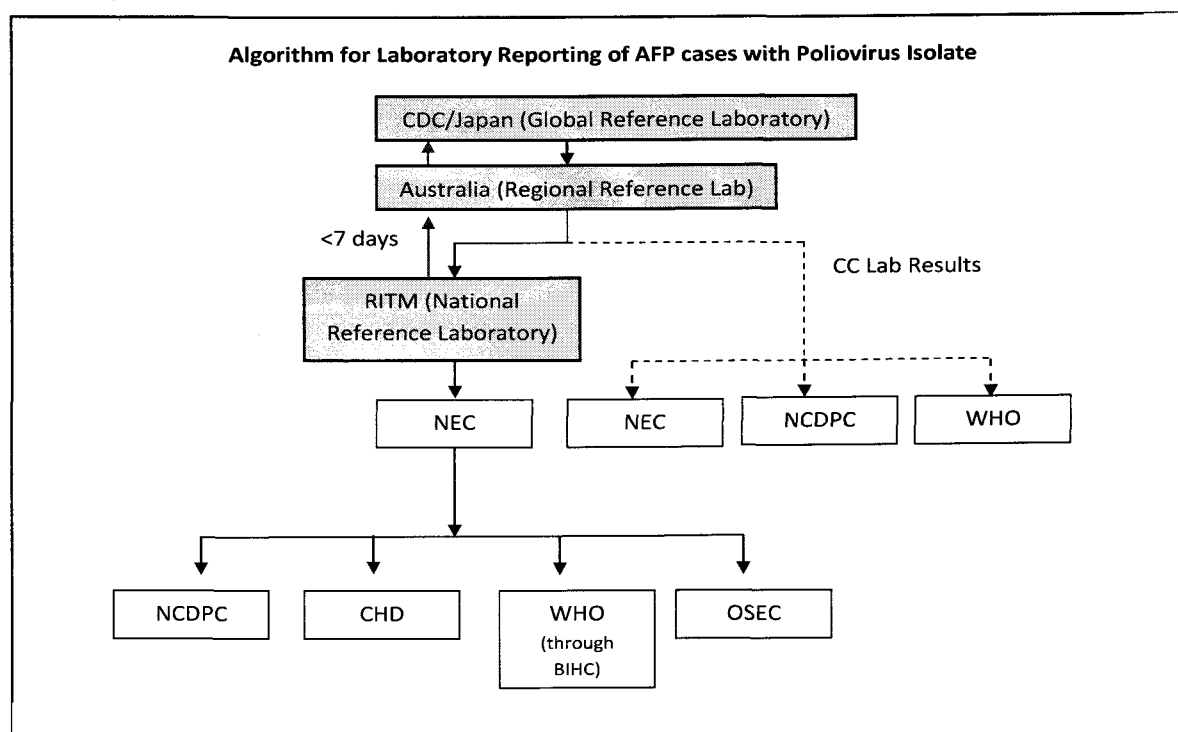 Algorithm for Laboratory Reporting of AFP cases with Poliovirus Isolate
CDC/Japan (Global Reference Laboratory)
Australia (Regional Reference Lab)
<7 days
CC Lab Results
RITM (National
Reference Laboratory)
NEC
NEC
NCDPC
WHO
NCDPC
CHD
WHO
(through
BIHC)
OSEC